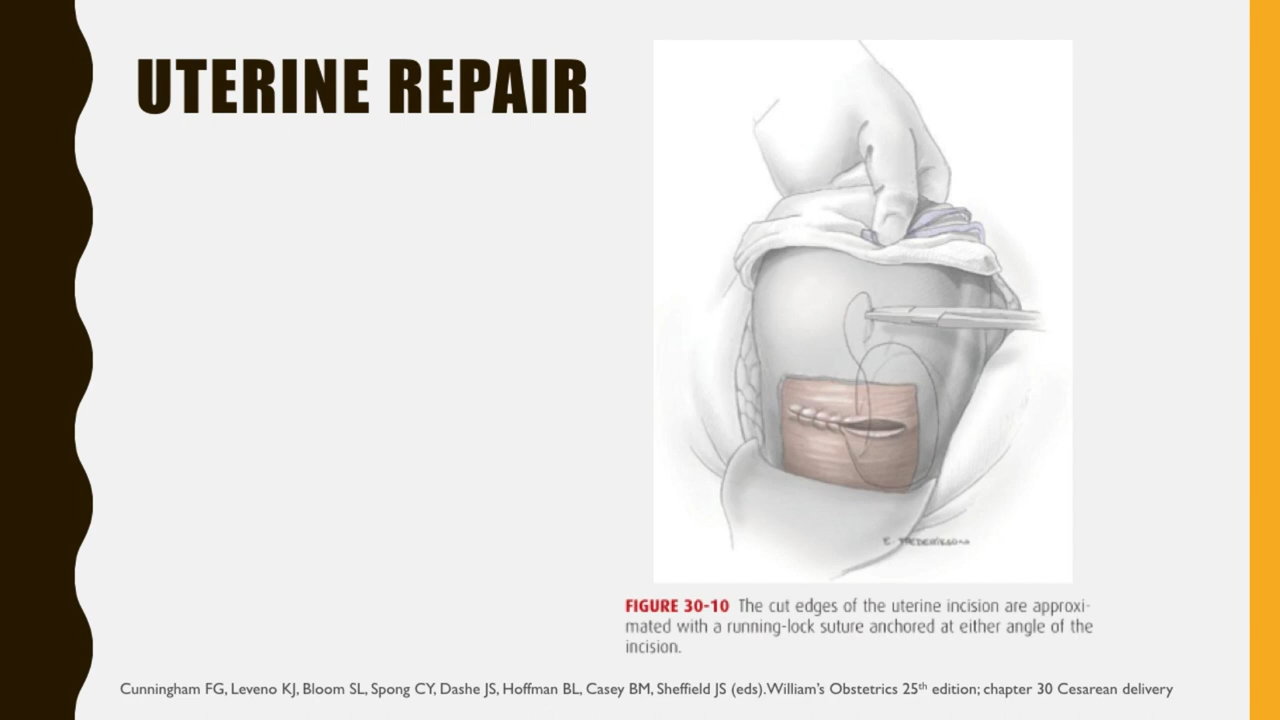 UTERINE REPAIR
E. FREDERICKSON
FIGURE 30-10 The cut edges of the uterine incision are approxi-
mated with a running-lock suture anchored at either angle of the
incision.
Cunningham FG, Leveno KJ, Bloom SL, Spong CY, Dashe JS, Hoffman BL, Casey BM, Sheffield JS (eds).William's Obstetrics 25th edition; chapter 30 Cesarean delivery